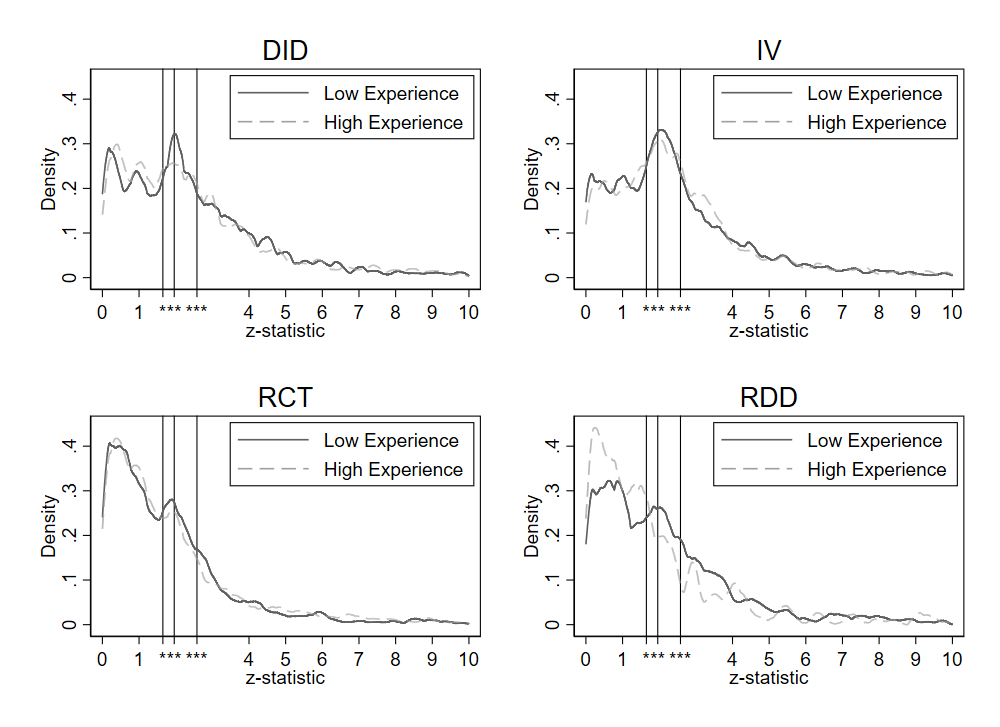 DID
Low Experience
High Experience
Density
.4
.3
.2
.1
0
0 1 *** *** 4 5 6 7 8 9 10
z-statistic
IV
Low Experience
High Experience
Density
.4
.3
.2
.1
0
0 1 *** *** 4 5 6 7 8 9 10
z-statistic
RCT
Low Experience
High Experience
Density
.4
.3
.2
.1
0
0 1 *** *** 4 5 6 7 8 9 10
z-statistic
RDD
Low Experience
High Experience
Density
.4
.3
.2
.1
0
0 1 *** *** 4 5 6 7 8 9 10
z-statistic